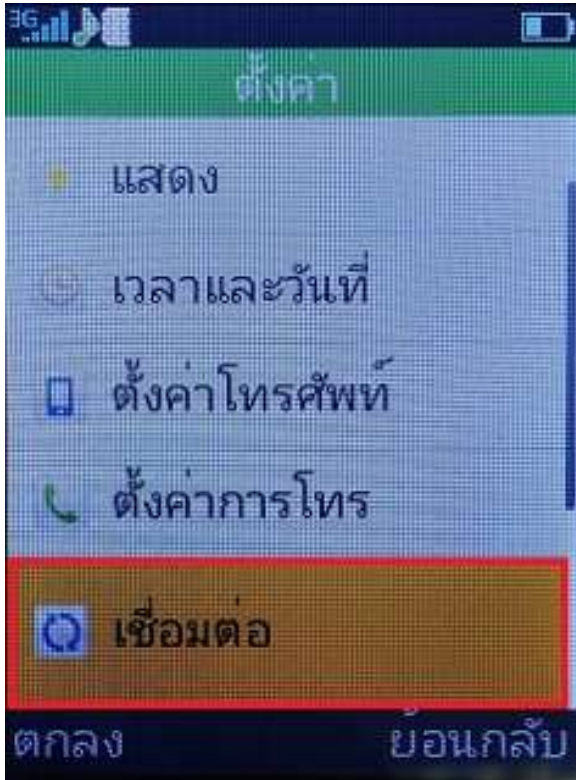 3G
ตั้งค่า
แสดง
เวลาและวันที่
ตั้งค่าโทรศัพท์
ตั้งค่าการโทร
เชื่อมต่อ
ตกลง ย้อนกลับ